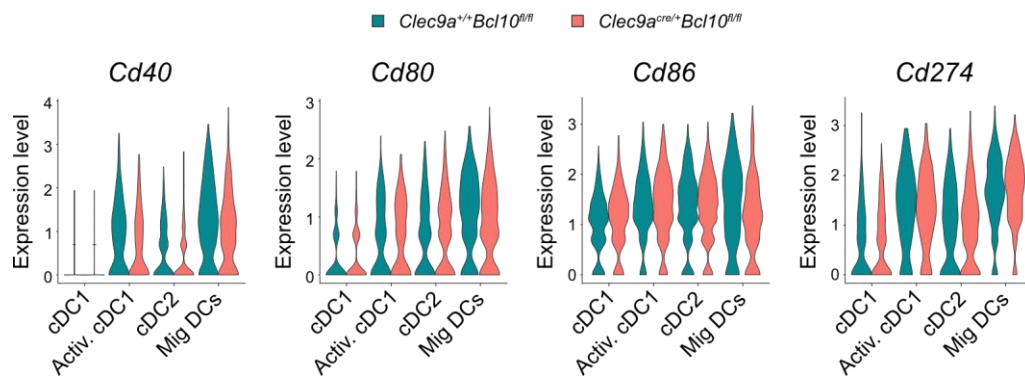 Clec9a+/+Bcl10fl/fl Clec9acre/+Bcl10fl/fl
Cd40 Cd80 Cd86 Cd274
Expression level
4
3
2
1
0
cDC1
Activ. cDC1
cDC2
Mig DCs
Expression level
3
2
1
0
cDC1
Activ. cDC1
cDC2
Mig DCs
Expression level
3
2
1
0
cDC1
Activ. cDC1
cDC2
Mig DCs
Expression level
3
2
1
0
cDC1
Activ. cDC1
cDC2
Mig DCs